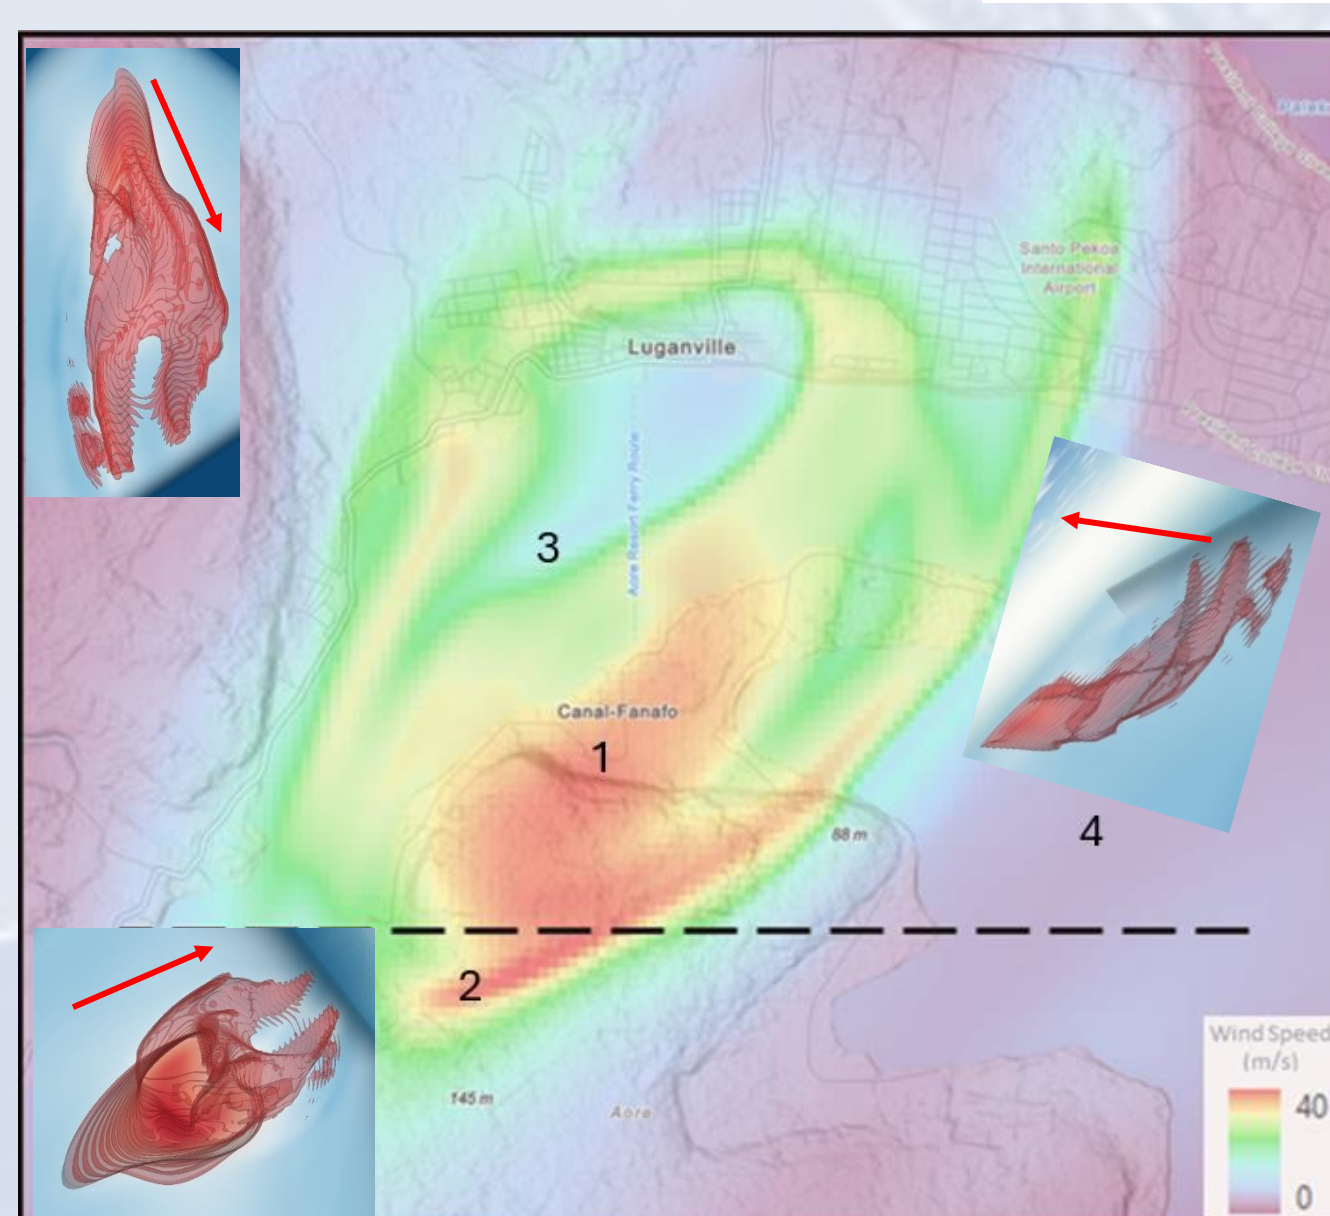 Santo Pekoa
International
Airport
Luganville
Aore Resort Ferry Route
3
Canal-Fanafo
1
88 m
4
2
145 m
Aore
Wind Speed
(m/s)
40
0